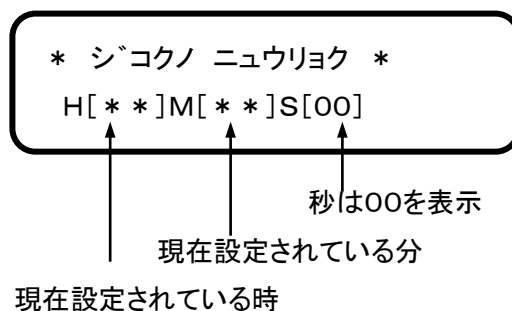 * シ゛コクノ ニュウリョク *
H[**]M[**]S[00]
秒は00を表示
現在設定されている分
現在設定されている時